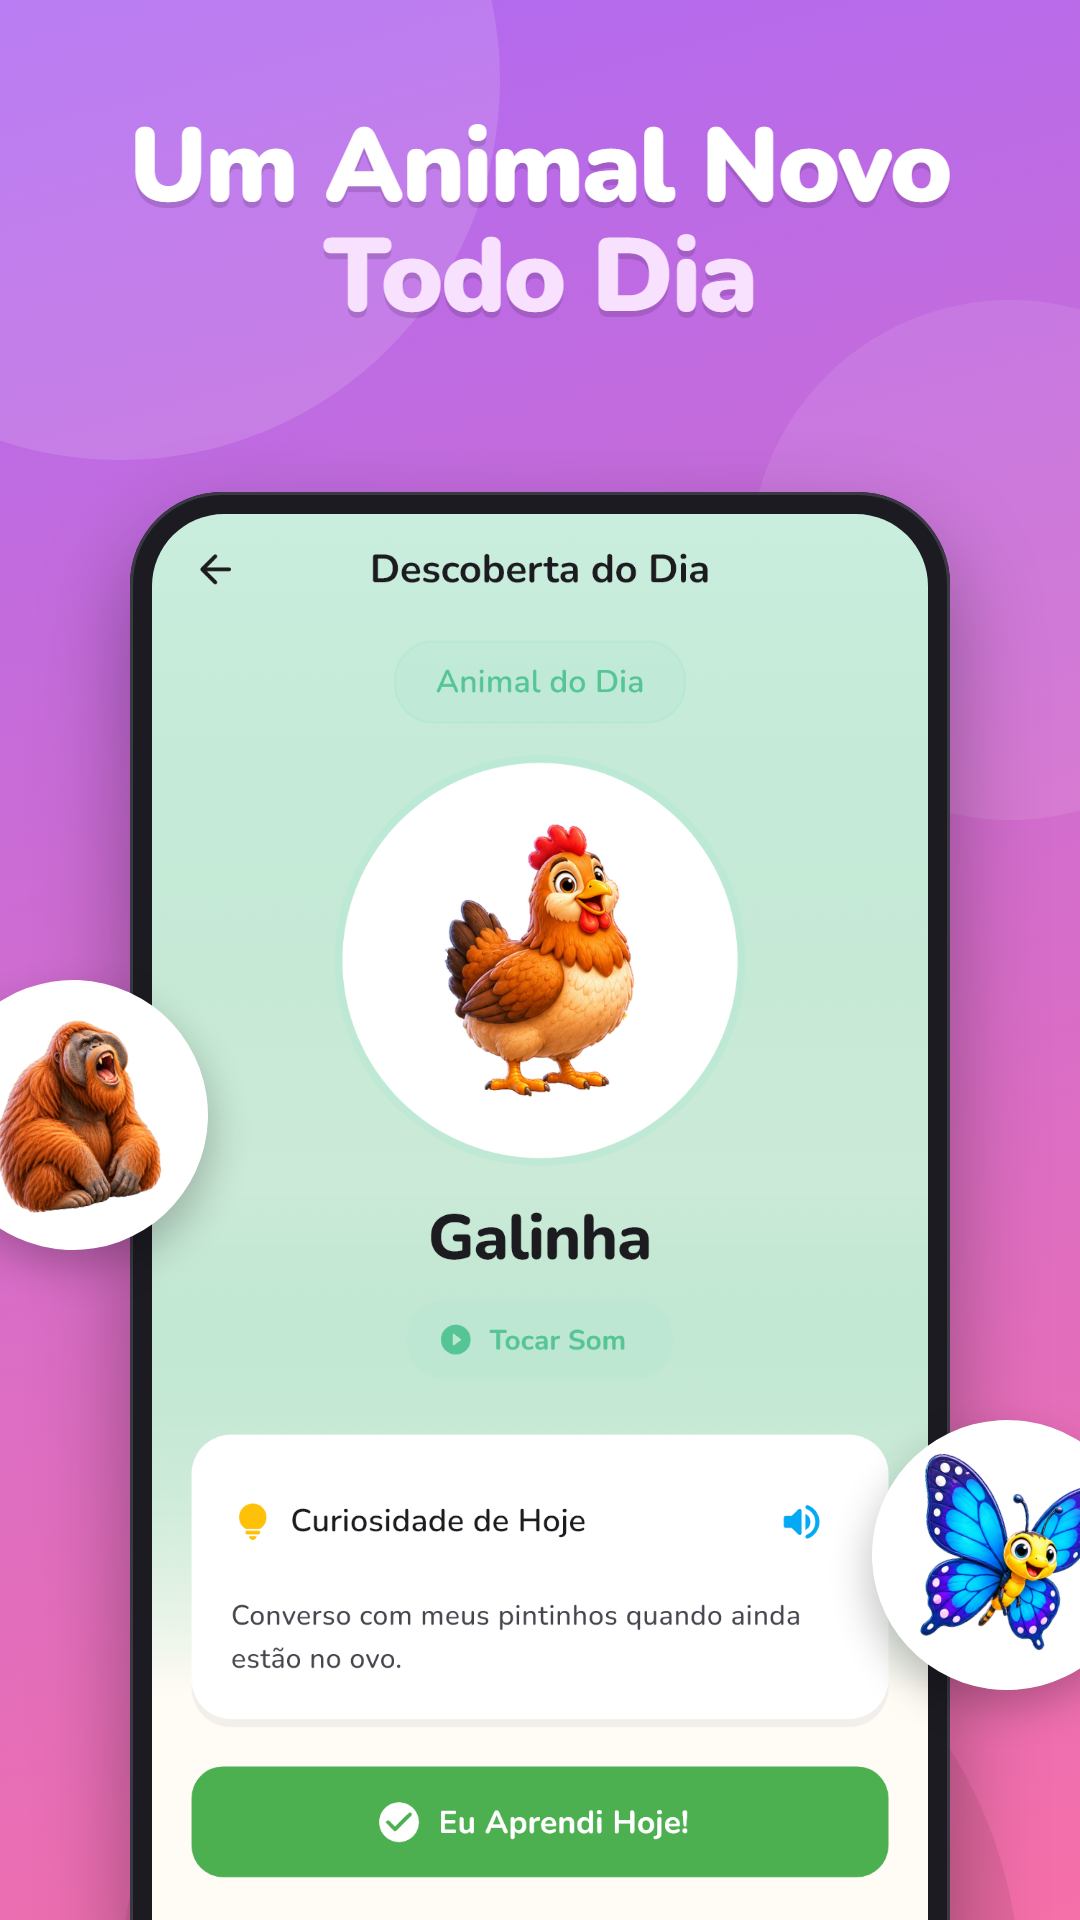 Um Animal Novo
Todo Dia
Descoberta do Dia
Animal do Dia
Galinha
Tocar Som
Curiosidade de Hoje
Converso com meus pintinhos quando ainda
estão no ovo.
Eu Aprendi Hoje!